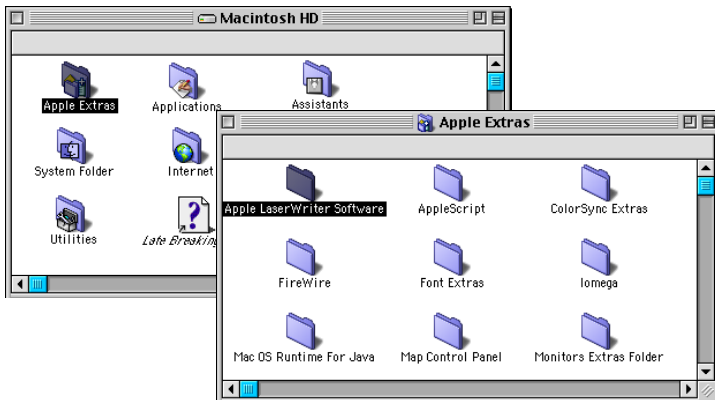 Macintosh HD
Apple Extras
Applications
Assistants
System Folder
Internet
Utilities
Late Breaking
Apple Extras
Apple LaserWriter Software
AppleScript
ColorSync Extras
FireWire
Font Extras
Iomega
Mac OS Runtime For Java
Map Control Panel
Monitors Extras Folder